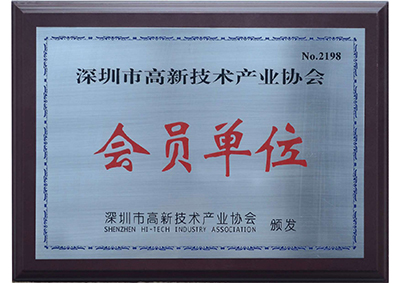 No.2198
深圳市高新技术产业协会
会员单位
深圳市高新技术产业协会 颁发
SHENZHEN HI-TECH INDUSTRY ASSOCIATION